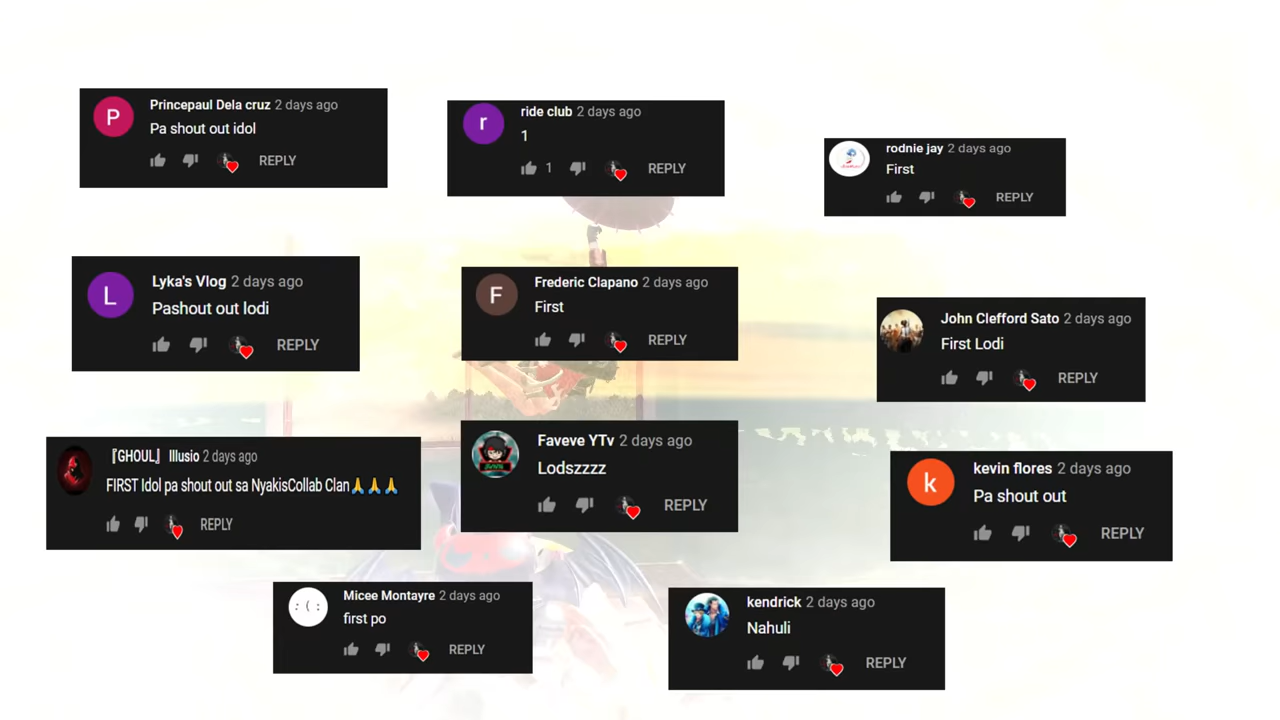 Princepaul Dela cruz 2 days ago
Pa shout out idol
REPLY
ride club 2 days ago
1
1 REPLY
rodnie jay 2 days ago
First
REPLY
Lyka's Vlog 2 days ago
Pashout out lodi
REPLY
Frederic Clapano 2 days ago
First
REPLY
John Clefford Sato 2 days ago
First Lodi
REPLY
『GHOUL』 Illusio 2 days ago
FIRST Idol pa shout out sa NyakisCollab Clan🙏🙏🙏
REPLY
Faveve YTv 2 days ago
Lodszzzz
REPLY
kevin flores 2 days ago
Pa shout out
REPLY
Micee Montayre 2 days ago
first po
REPLY
kendrick 2 days ago
Nahuli
REPLY
P
r
L
F
k
: ( :